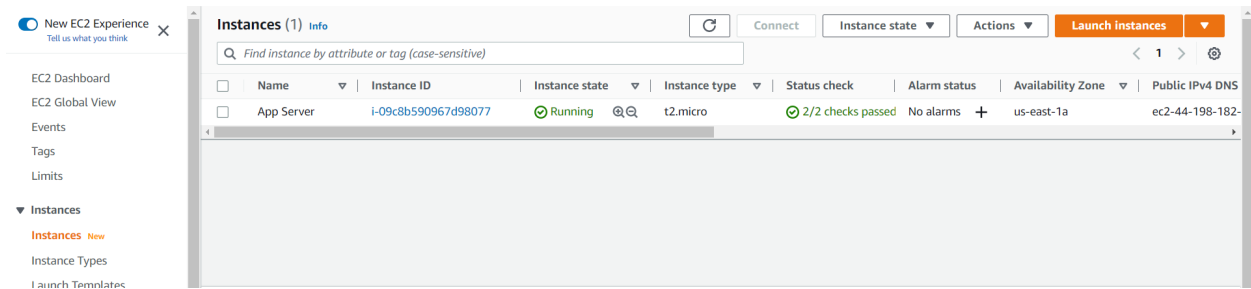 New EC2 Experience
Tell us what you think
EC2 Dashboard
EC2 Global View
Events
Tags
Limits
Instances
Instances New
Instance Types
Launch Templates
Instances (1) Info
Connect
Instance state
Actions
Launch instances
Find instance by attribute or tag (case-sensitive)
1
Name Instance ID Instance state Instance type Status check Alarm status Availability Zone Public IPv4 DNS
App Server i-09c8b590967d98077 Running t2.micro 2/2 checks passed No alarms us-east-1a ec2-44-198-182-